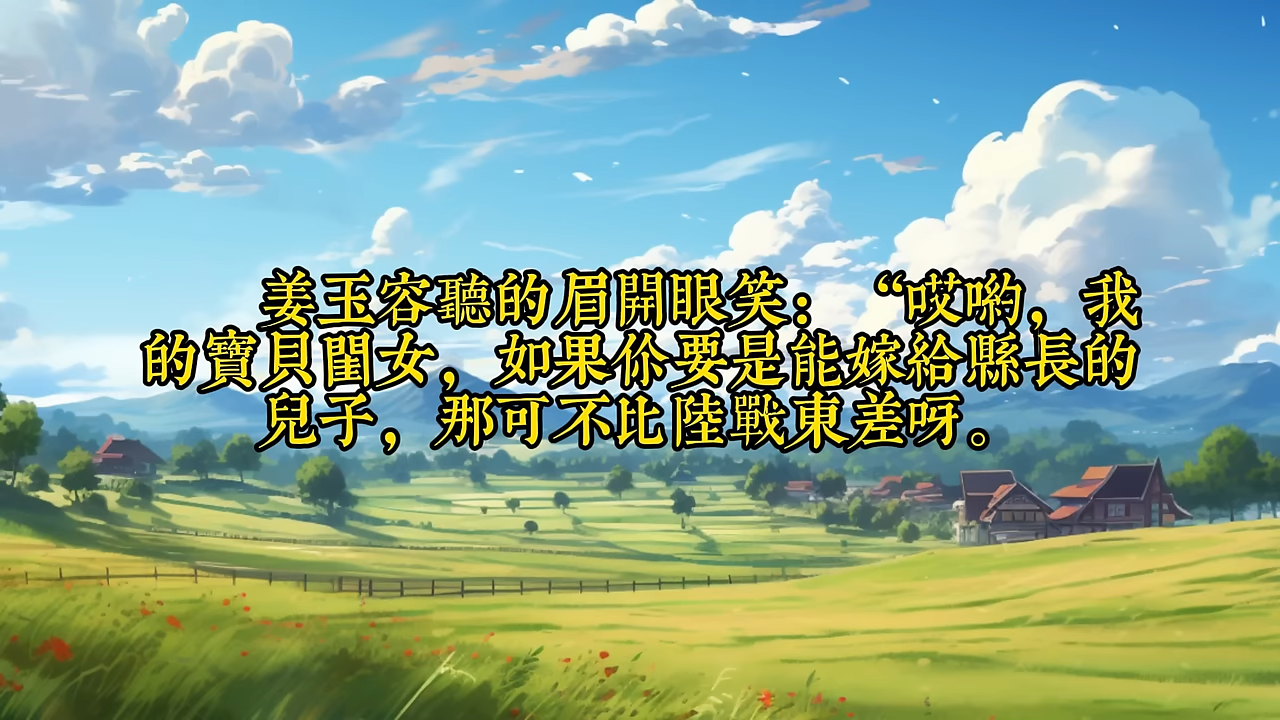 姜玉容聽的眉開眼笑：“哎喲，我
的寶貝閨女，如果你要是能嫁給縣長的
兒子，那可不比陸戰東差呀。